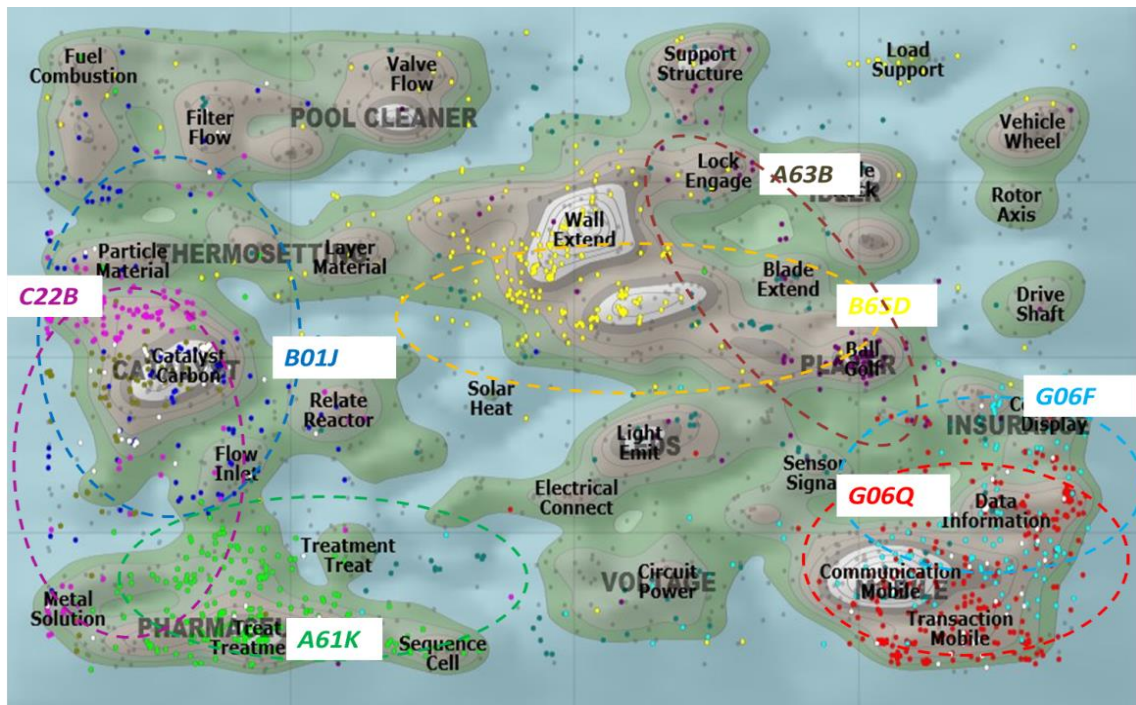 Fuel
Combustion
Valve
Flow
Support
Structure
Load
Support
Filter
Flow
POOL CLEANER
Vehicle
Wheel
Lock
Engage
A63B
Rotor
Axis
Wall
Extend
Particle
Material
THERMOSETTING
Layer
Material
Blade
Extend
C22B
B65D
Drive
Shaft
Catalyst
Carbon
B01J
Ball
Golf
Solar
Heat
Relate
Reactor
G06F
Display
Light
Emit
Flow
Inlet
Sensor
Electrical
Connect
G06Q
Data
Information
Treatment
Treat
Communication
Mobile
Circuit
Power
VOLTAGE
Metal
Solution
Transaction
Mobile
Treat
A61K
Sequence
Cell